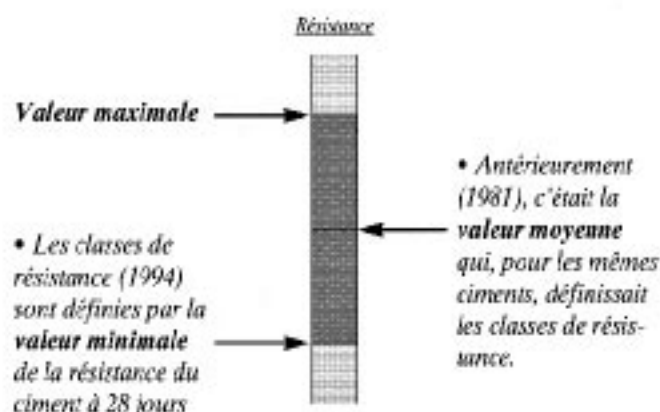 Résistance
Valeur maximale
• Antérieurement
(1981), c'était la
valeur moyenne
qui, pour les mêmes
ciments, définissait
les classes de résis-
tance.
• Les classes de
résistance (1994)
sont définies par la
valeur minimale
de la résistance du
ciment à 28 jours